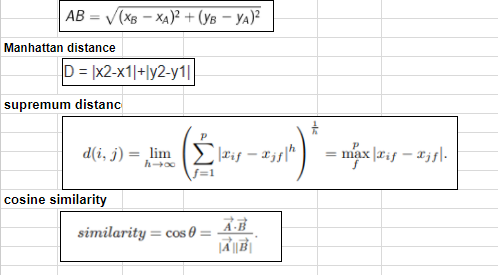 AB = √(x_B − x_A)² + (y_B − y_A)²
Manhattan distance
D = |x2-x1|+|y2-y1|
supremum distanc
d(i, j) = lim_{h→∞} (∑_{f=1}^{p} |x_{if} − x_{jf}|^h)^{1/h} = max_f^p |x_{if} − x_{jf}|.
cosine similarity
similarity = cos θ = A⃗·B⃗ / |A⃗||B⃗|.